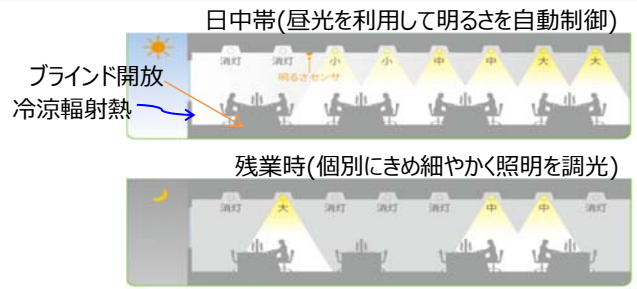 日中帯(昼光を利用して明るさを自動制御)
消灯 消灯 小 小 中 中 大 大
明るさセンサ
ブラインド開放
冷涼輻射熱
残業時(個別にきめ細やかく照明を調光)
消灯 大 消灯 消灯 消灯 中 中 消灯